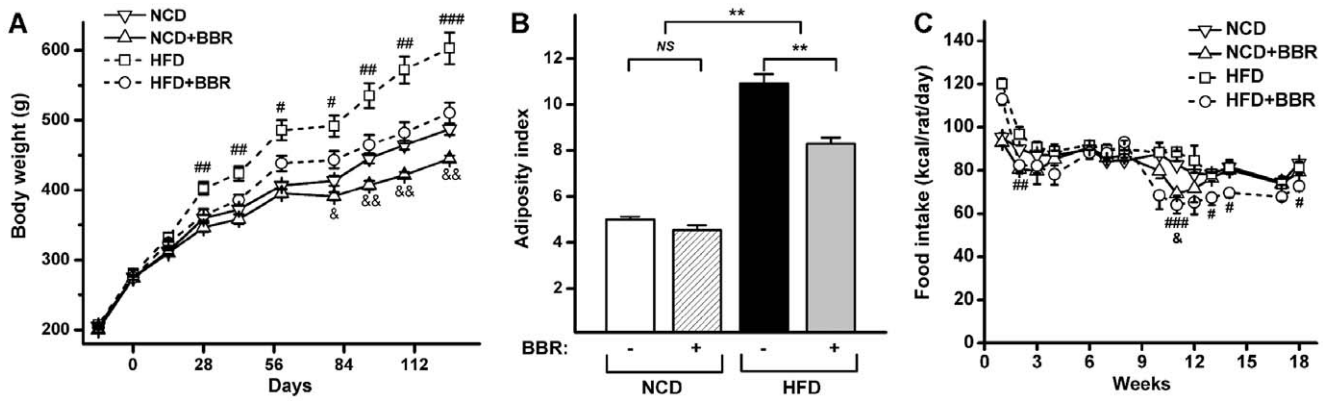 A
NCD
NCD+BBR
HFD
HFD+BBR
###
##
##
#
#
##
##
&
&&
&&
&&
600
500
400
300
200
Body weight (g)
0 28 56 84 112
Days
B
**
NS
**
12
10
8
6
4
2
Adiposity index
BBR: - + - +
NCD HFD
C
NCD
NCD+BBR
HFD
HFD+BBR
140
120
100
80
60
40
20
0
Food intake (kcal/rat/day)
##
###
&
#
#
#
0 3 6 9 12 15 18
Weeks